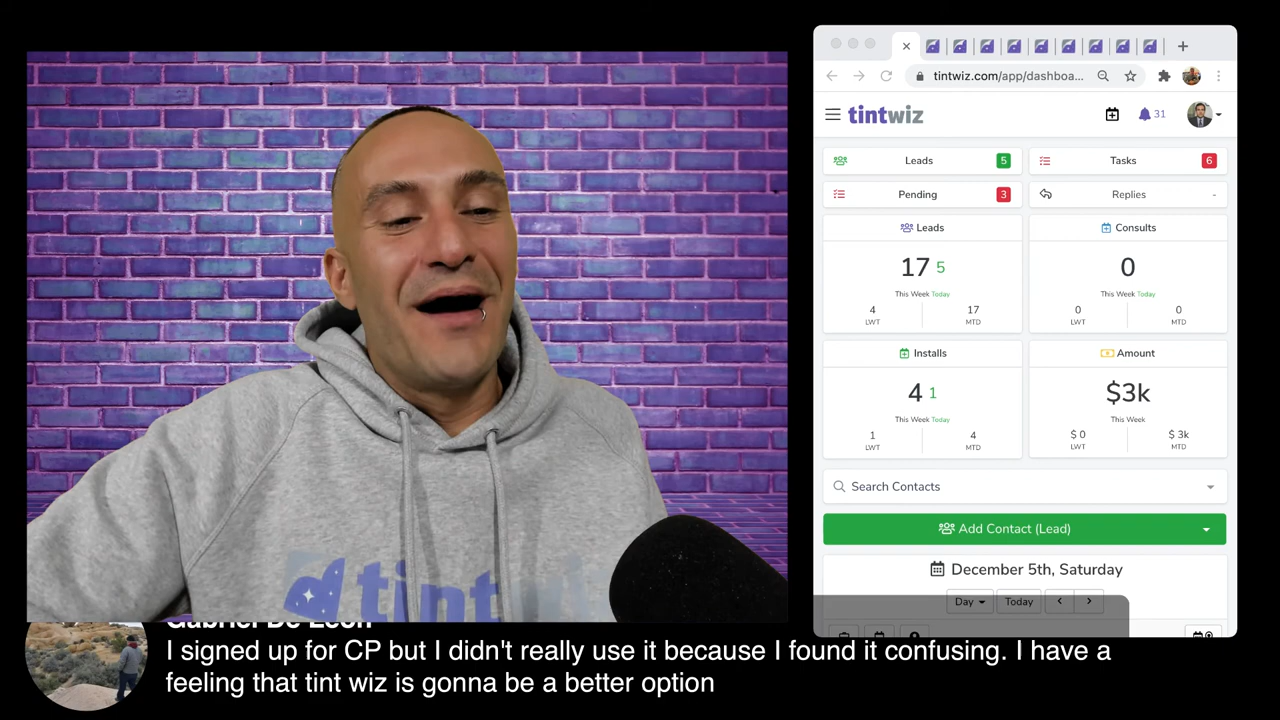 tintwiz.com/app/dashboa...
tintwiz
31
Leads 5
Tasks 6
Pending 3
Replies -
Leads
17 5
This Week Today
4 17
LWT MTD
Consults
0
This Week Today
0 0
LWT MTD
Installs
4 1
This Week Today
1 4
LWT MTD
Amount
$3k
This Week
$ 0 $ 3k
LWT MTD
Search Contacts
Add Contact (Lead)
December 5th, Saturday
Day Today
tint
Gabriel De Leon
I signed up for CP but I didn't really use it because I found it confusing. I have a
feeling that tint wiz is gonna be a better option